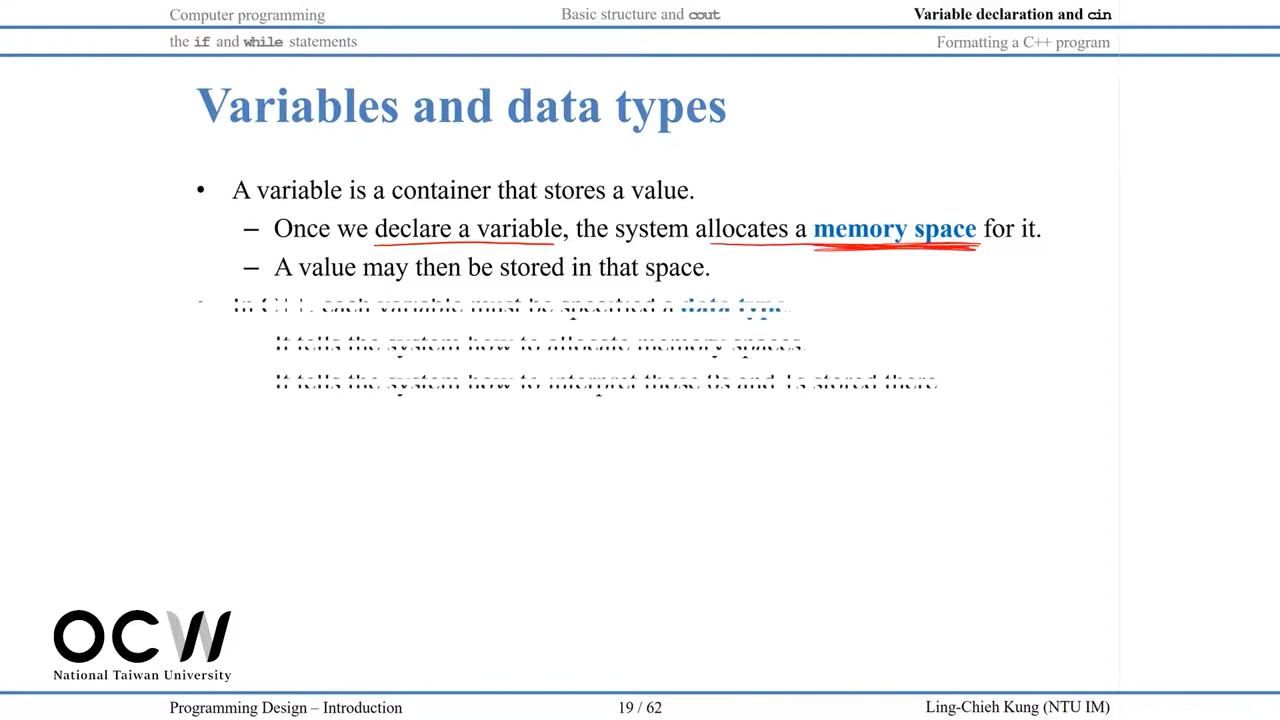 Computer programming
Basic structure and cout
Variable declaration and cin
the if and while statements
Formatting a C++ program
Variables and data types
• A variable is a container that stores a value.
– Once we declare a variable, the system allocates a memory space for it.
– A value may then be stored in that space.
In C++, each variable must be specified a data type.
It tells the system how to allocate memory spaces.
It tells the system how to interpret those 0s and 1s stored there
OCW
National Taiwan University
Programming Design – Introduction
19 / 62
Ling-Chieh Kung (NTU IM)